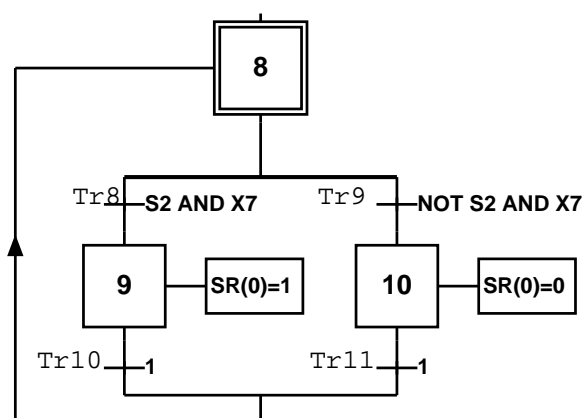 8
Tr8 S2 AND X7
Tr9 NOT S2 AND X7
9 SR(0)=1
10 SR(0)=0
Tr10 1
Tr11 1